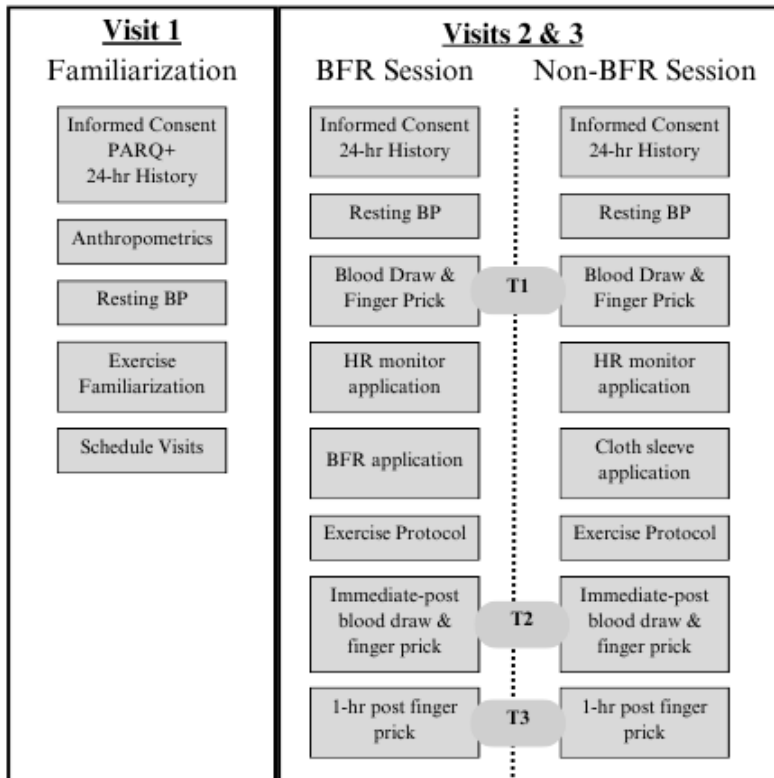 Visit 1
Familiarization
Informed Consent
PARQ+
24-hr History
Anthropometrics
Resting BP
Exercise
Familiarization
Schedule Visits
Visits 2 & 3
BFR Session
Informed Consent
24-hr History
Resting BP
Blood Draw &
Finger Prick
HR monitor
application
BFR application
Exercise Protocol
Immediate-post
blood draw &
finger prick
1-hr post finger
prick
T1
T2
T3
Non-BFR Session
Informed Consent
24-hr History
Resting BP
Blood Draw &
Finger Prick
HR monitor
application
Cloth sleeve
application
Exercise Protocol
Immediate-post
blood draw &
finger prick
1-hr post finger
prick